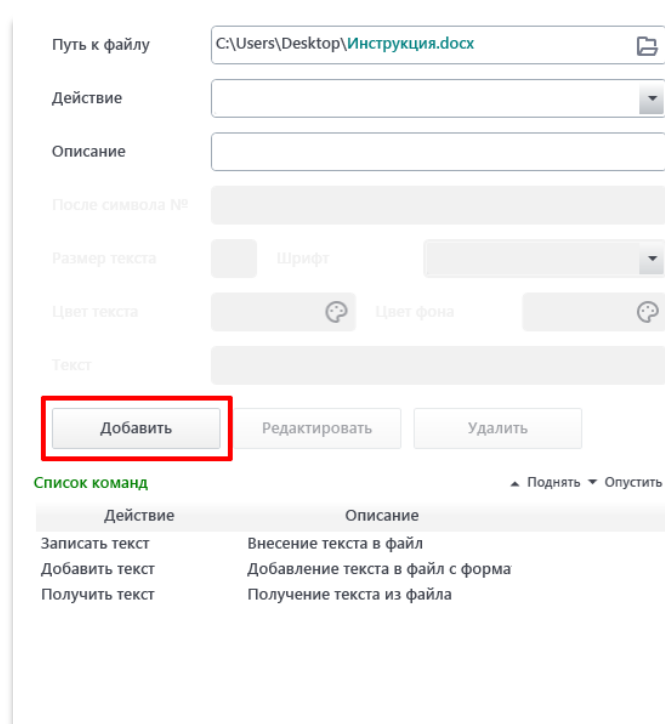 Путь к файлу C:\Users\Desktop\Инструкция.docx
Действие
Описание
После символа №
Размер текста Шрифт
Цвет текста Цвет фона
Текст
Добавить Редактировать Удалить
Список команд Поднять Опустить
Действие Описание
Записать текст Внесение текста в файл
Добавить текст Добавление текста в файл с форма
Получить текст Получение текста из файла